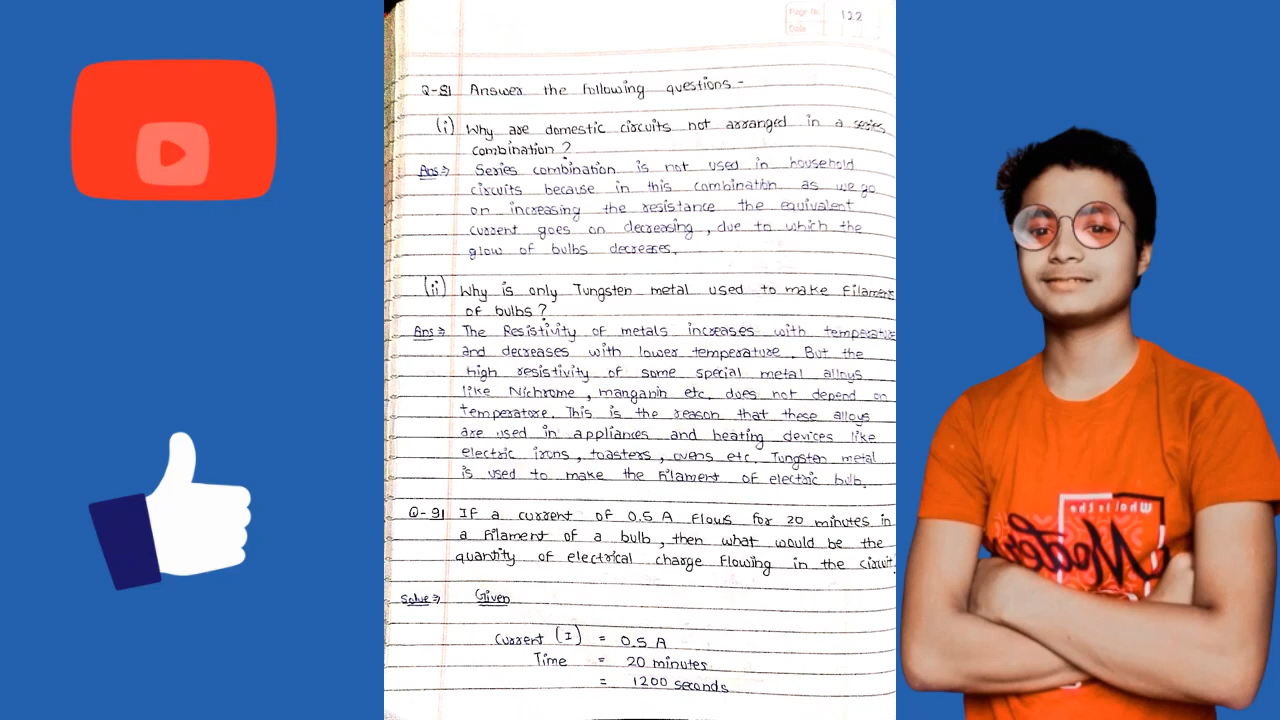 Page No. 122
Date
Q-8| Answer the following questions -
(i) Why are domestic circuits not arranged in a series
combination?
Ans⇒ Series combination is not used in household
circuits because in this combination as we go
on increasing the resistance the equivalent
current goes on decreasing, due to which the
glow of bulbs decreases.
(ii) Why is only Tungsten metal used to make Filament
of bulbs?
Ans⇒ The Resistivity of metals increases with temperature
and decreases with lower temperature. But the
high resistivity of some special metal alloys
like Nichrome, manganin etc. does not depend on
temperature. This is the reason that these alloys
are used in appliances and heating devices like
electric irons, toasters, ovens etc. Tungsten metal
is used to make the Filament of electric bulb.
Q-9| If a current of 0.5 A flows for 20 minutes in
a Filament of a bulb, then what would be the
quantity of electrical charge flowing in the circuit.
Solve⇒ Given
Current (I) = 0.5 A
Time = 20 minutes
= 1200 seconds
What is the